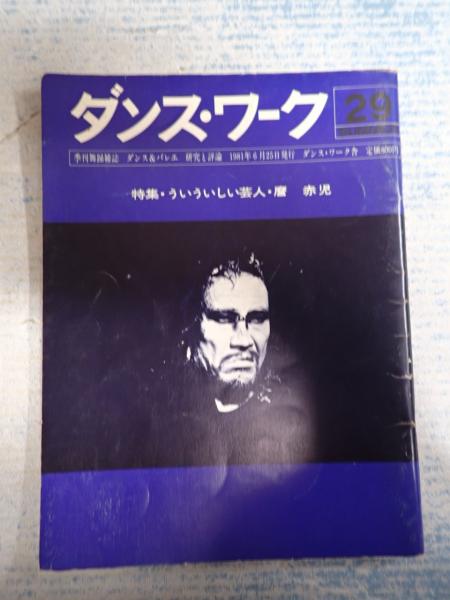 ダンス・ワーク 29
季刊舞踊雑誌 ダンス&バレエ 研究と評論 1981年6月25日発行 ダンス・ワーク舎 定価800円
特集・ういういしい芸人・麿 赤児